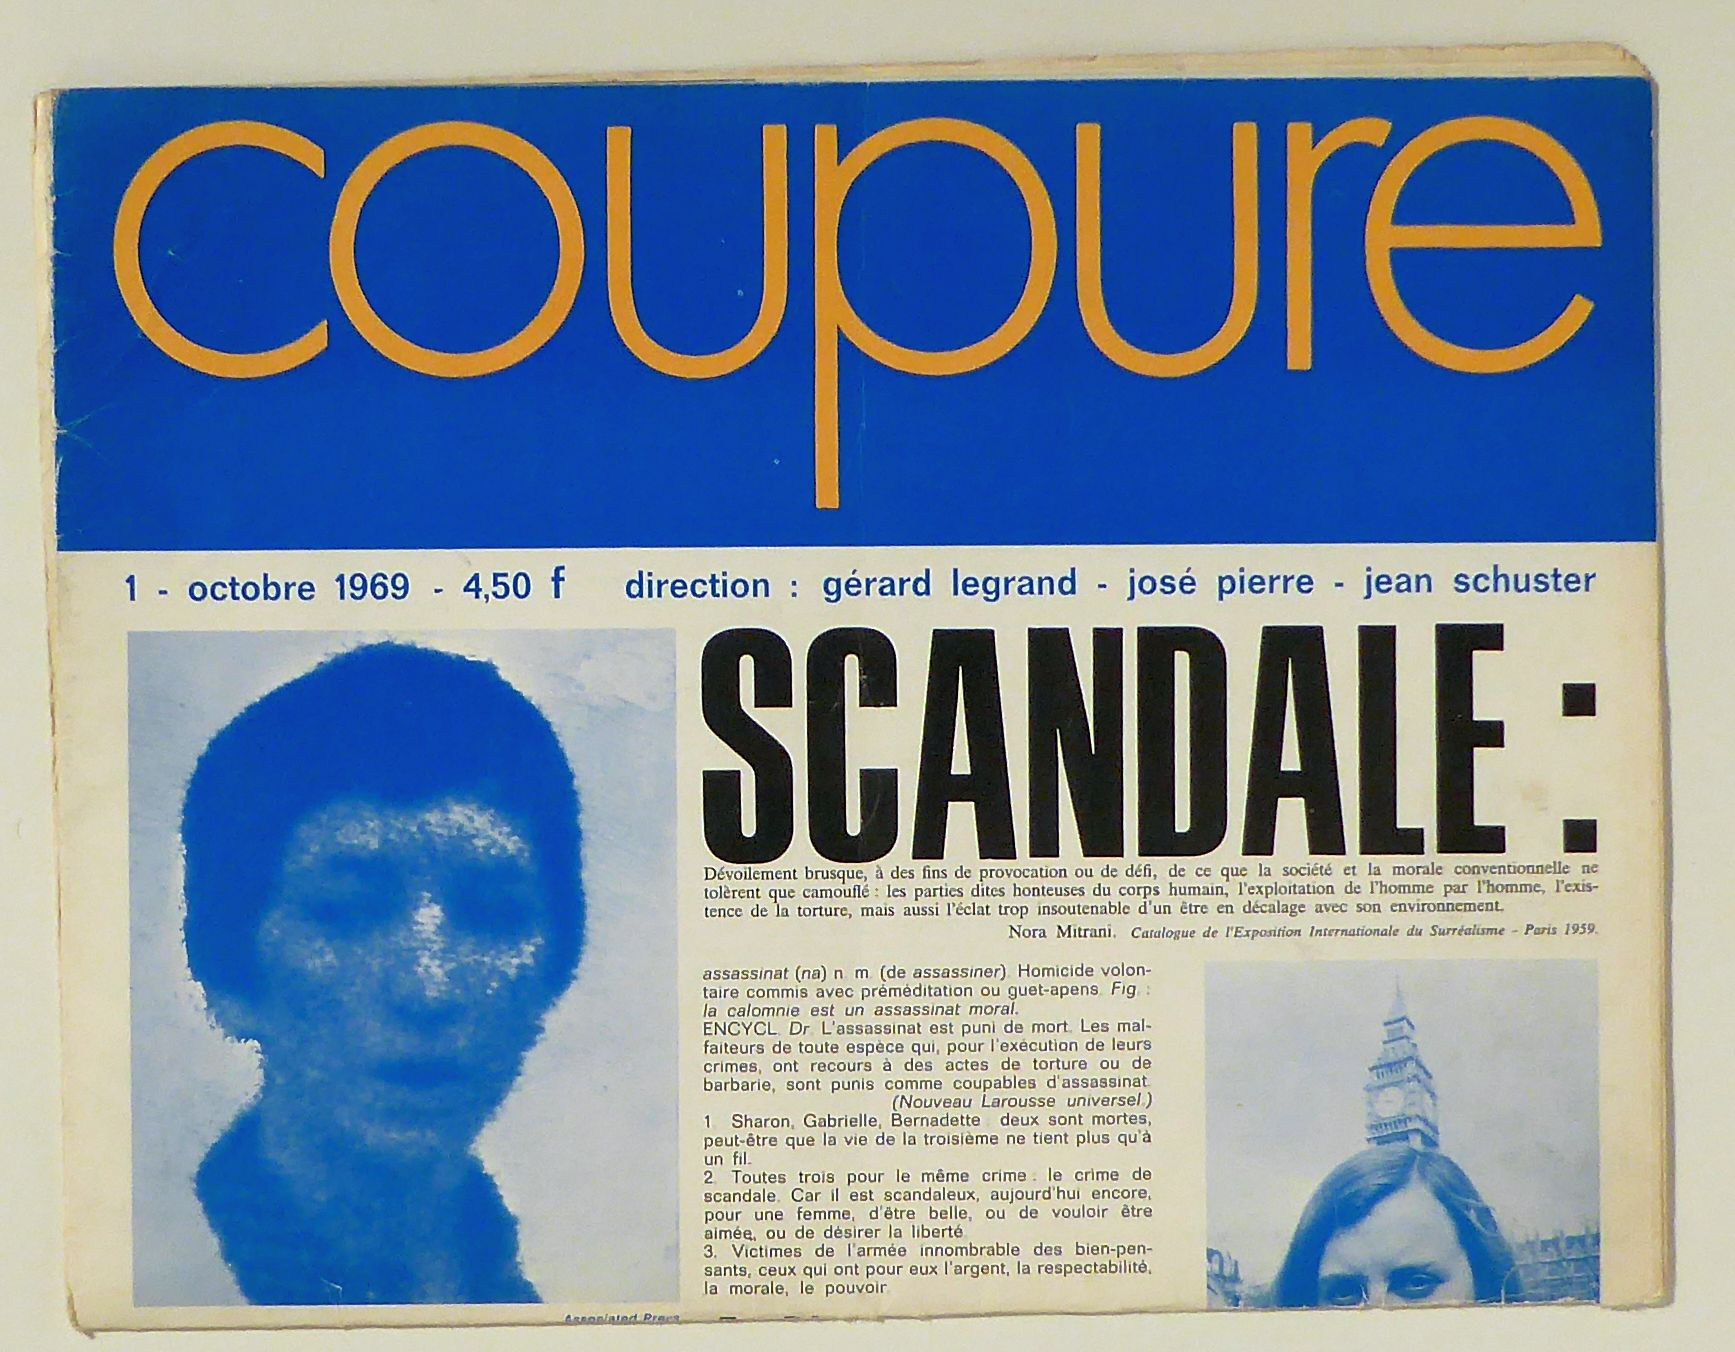 coupure
1 - octobre 1969 - 4,50 f direction : gérard legrand - josé pierre - jean schuster
SCANDALE :
Dévoilement brusque, à des fins de provocation ou de défi, de ce que la société et la morale conventionnelle ne
tolèrent que camouflé : les parties dites honteuses du corps humain, l'exploitation de l'homme par l'homme, l'exis-
tence de la torture, mais aussi l'éclat trop insoutenable d'un être en décalage avec son environnement.
Nora Mitrani. Catalogue de l'Exposition Internationale du Surréalisme - Paris 1959.
assassinat (na) n. m. (de assassiner). Homicide volon-
taire commis avec préméditation ou guet-apens. Fig. :
la calomnie est un assassinat moral.
ENCYCL. Dr. L'assassinat est puni de mort. Les mal-
faiteurs de toute espèce qui, pour l'exécution de leurs
crimes, ont recours à des actes de torture ou de
barbarie, sont punis comme coupables d'assassinat.
(Nouveau Larousse universel.)
1. Sharon, Gabrielle, Bernadette : deux sont mortes,
peut-être que la vie de la troisième ne tient plus qu'à
un fil.
2. Toutes trois pour le même crime : le crime de
scandale. Car il est scandaleux, aujourd'hui encore,
pour une femme, d'être belle, ou de vouloir être
aimée, ou de désirer la liberté.
3. Victimes de l'armée innombrable des bien-pen-
sants, ceux qui ont pour eux l'argent, la respectabilité,
la morale, le pouvoir.
Associated Press